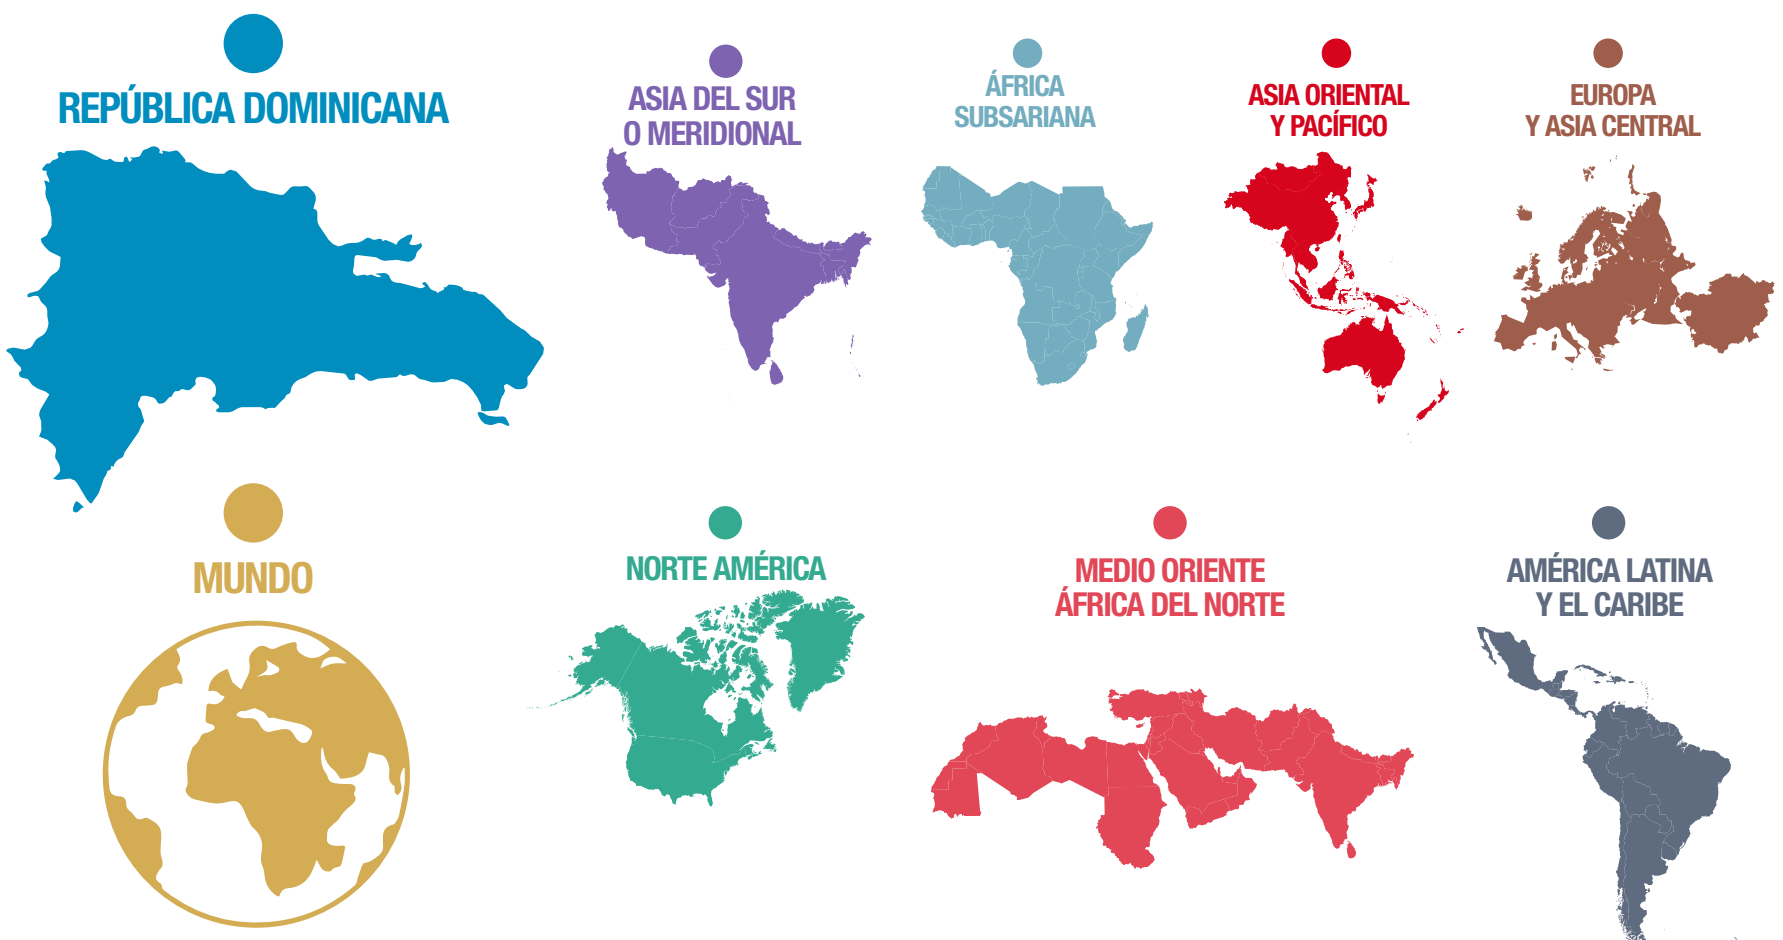 REPÚBLICA DOMINICANA
ASIA DEL SUR
O MERIDIONAL
ÁFRICA
SUBSARIANA
ASIA ORIENTAL
Y PACÍFICO
EUROPA
Y ASIA CENTRAL
MUNDO
NORTE AMÉRICA
MEDIO ORIENTE
ÁFRICA DEL NORTE
AMÉRICA LATINA
Y EL CARIBE